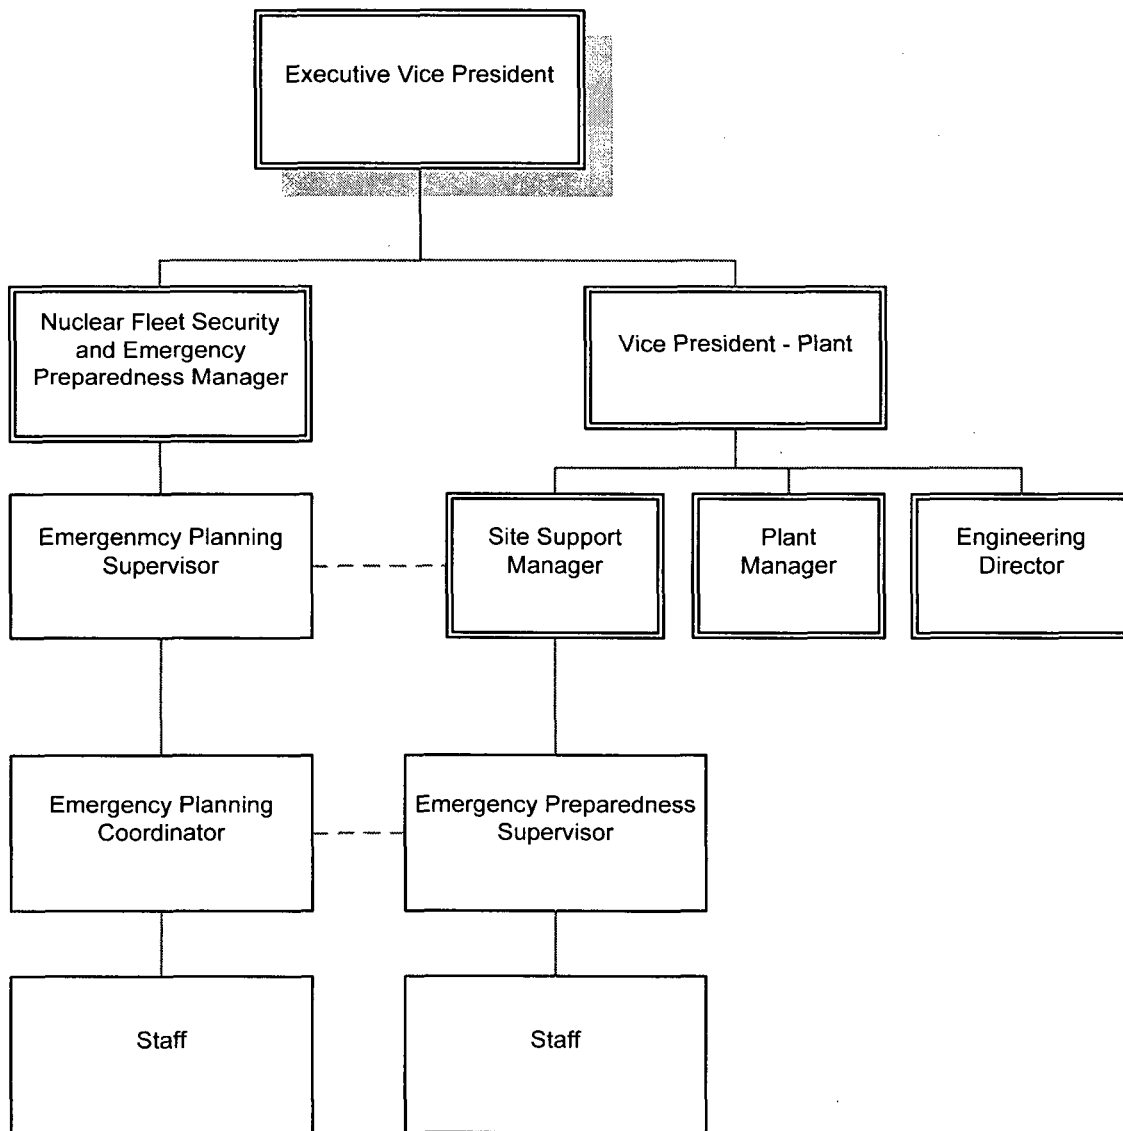 Executive Vice President
Nuclear Fleet Security
and Emergency
Preparedness Manager
Vice President - Plant
Emergenmcy Planning
Supervisor
Site Support
Manager
Plant
Manager
Engineering
Director
Emergency Planning
Coordinator
Emergency Preparedness
Supervisor
Staff
Staff